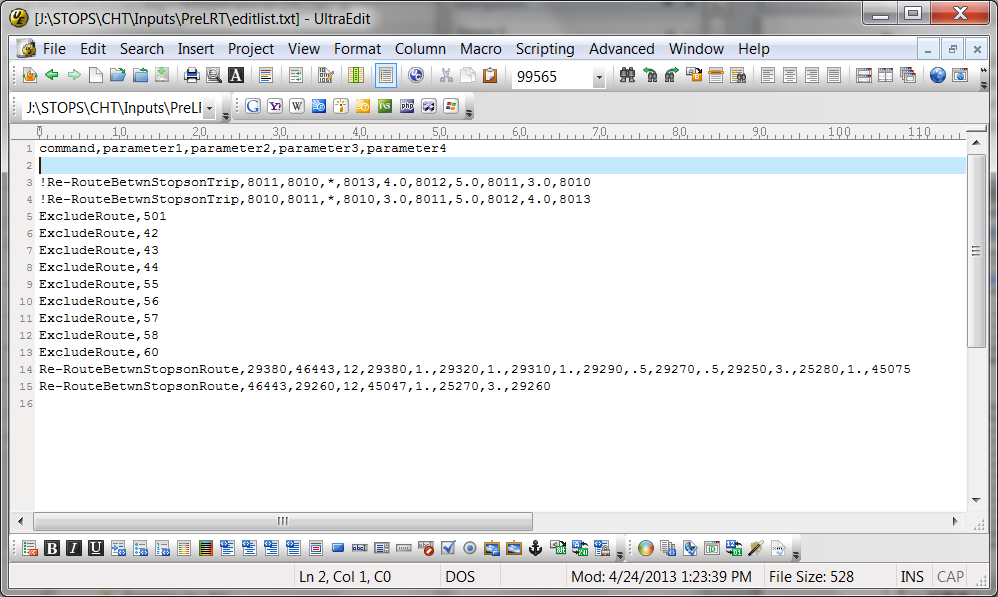 [J:\STOPS\CHT\Inputs\PreLRT\editlist.txt] - UltraEdit
File Edit Search Insert Project View Format Column Macro Scripting Advanced Window Help
99565
J:\STOPS\CHT\Inputs\PreLI
0 10 20 30 40 50 60 70 80 90 100 110
1 command,parameter1,parameter2,parameter3,parameter4
2
3 !Re-RouteBetwnStopsonTrip,8011,8010,*,8013,4.0,8012,5.0,8011,3.0,8010
4 !Re-RouteBetwnStopsonTrip,8010,8011,*,8010,3.0,8011,5.0,8012,4.0,8013
5 ExcludeRoute,501
6 ExcludeRoute,42
7 ExcludeRoute,43
8 ExcludeRoute,44
9 ExcludeRoute,55
10 ExcludeRoute,56
11 ExcludeRoute,57
12 ExcludeRoute,58
13 ExcludeRoute,60
14 Re-RouteBetwnStopsonRoute,29380,46443,12,29380,1.,29320,1.,29310,1.,29290,.5,29270,.5,29250,3.,25280,1.,45075
15 Re-RouteBetwnStopsonRoute,46443,29260,12,45047,1.,25270,3.,29260
16
B I U
Ln 2, Col 1, C0 DOS Mod: 4/24/2013 1:23:39 PM File Size: 528 INS CAP